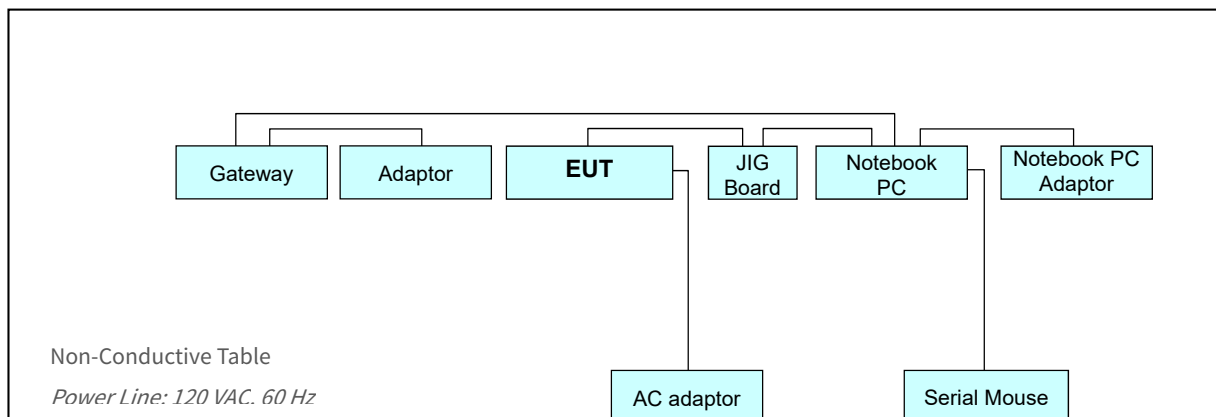 Gateway
Adaptor
EUT
JIG
Board
Notebook
PC
Notebook PC
Adaptor
Non-Conductive Table
Power Line: 120 VAC, 60 Hz
AC adaptor
Serial Mouse